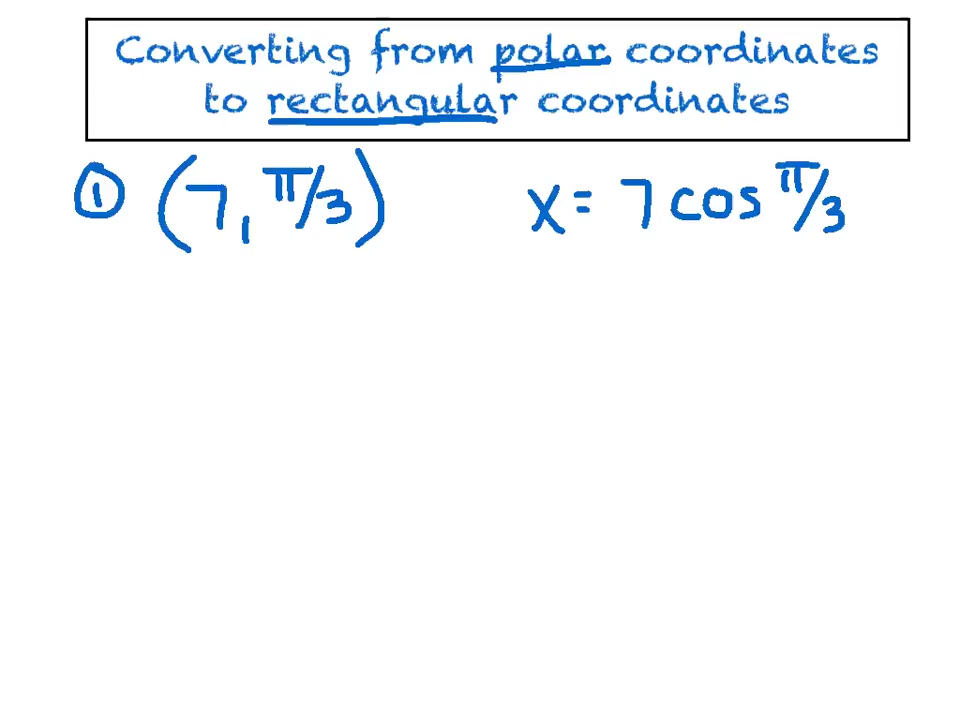 Converting from polar coordinates
to rectangular coordinates
① (7, π/3) x = 7 cos π/3